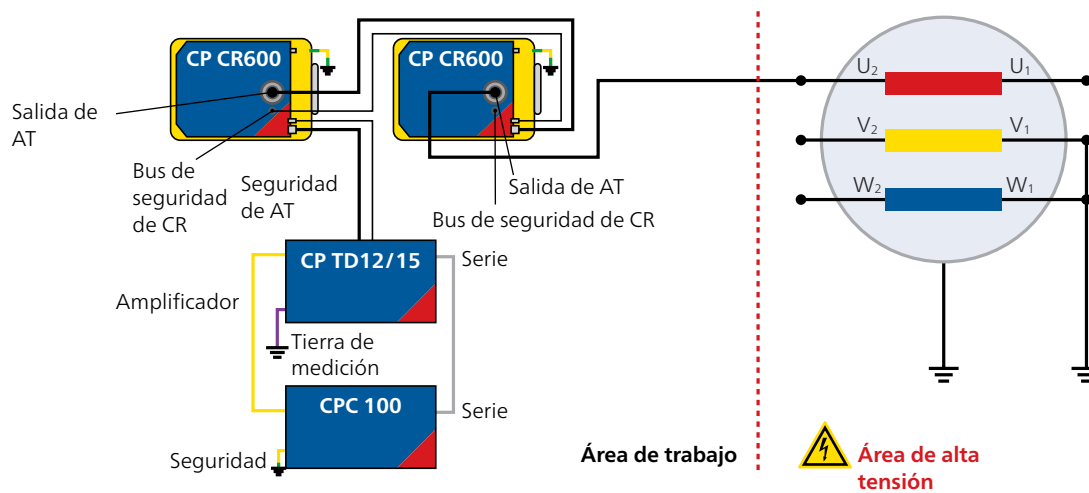 CP CR600
CP CR600
Salida de
AT
Bus de
seguridad
de CR
Seguridad
de AT
Salida de AT
Bus de seguridad de CR
U2
U1
V2
V1
W2
W1
CP TD12/15
Serie
Amplificador
Tierra de
medición
CPC 100
Serie
Seguridad
Área de trabajo
Área de alta
tensión